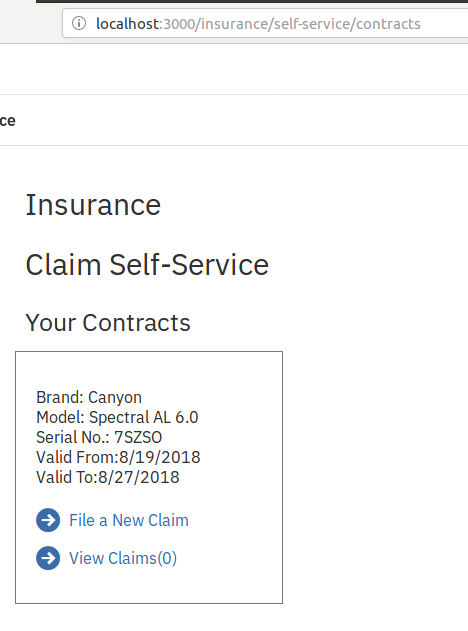 localhost:3000/insurance/self-service/contracts
ce
Insurance
Claim Self-Service
Your Contracts
Brand: Canyon
Model: Spectral AL 6.0
Serial No.: 7SZSO
Valid From:8/19/2018
Valid To:8/27/2018
File a New Claim
View Claims(0)